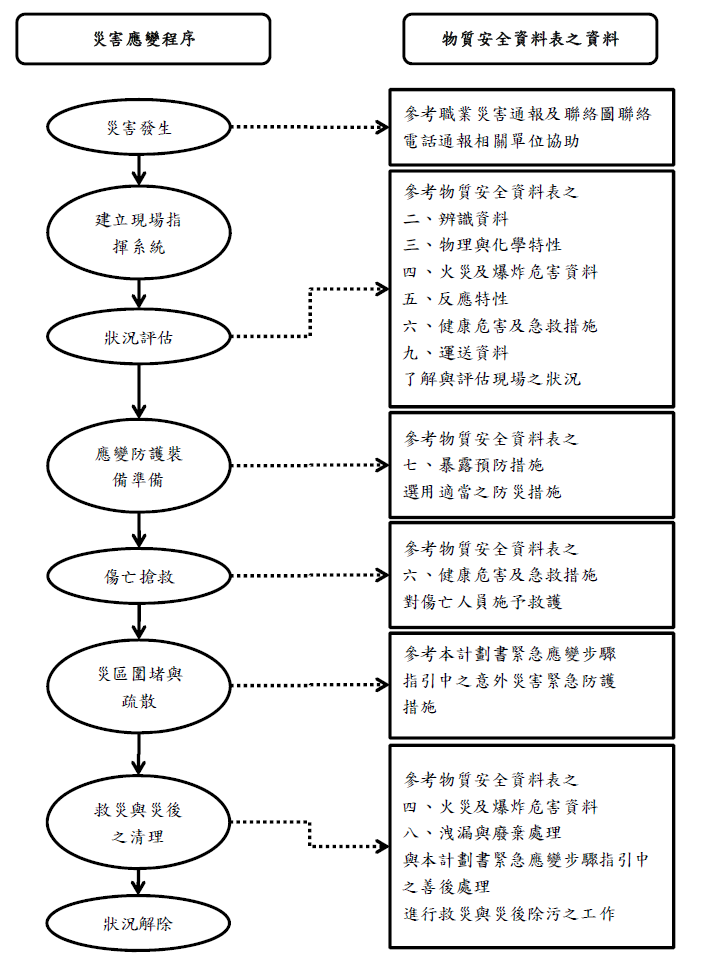 災害應變程序
物質安全資料表之資料
災害發生
參考職業災害通報及聯絡圖聯絡
電話通報相關單位協助
建立現場指
揮系統
狀況評估
參考物質安全資料表之
二、辨識資料
三、物理與化學特性
四、火災及爆炸危害資料
五、反應特性
六、健康危害及急救措施
九、運送資料
了解與評估現場之狀況
應變防護裝
備準備
參考物質安全資料表之
七、暴露預防措施
選用適當之防災措施
傷亡搶救
參考物質安全資料表之
六、健康危害及急救措施
對傷亡人員施予救護
災區圍堵與
疏散
參考本計劃書緊急應變步驟
指引中之意外災害緊急防護
措施
救災與災後
之清理
參考物質安全資料表之
四、火災及爆炸危害資料
八、洩漏與廢棄處理
與本計劃書緊急應變步驟指引中
之善後處理
進行救災與災後除污之工作
狀況解除